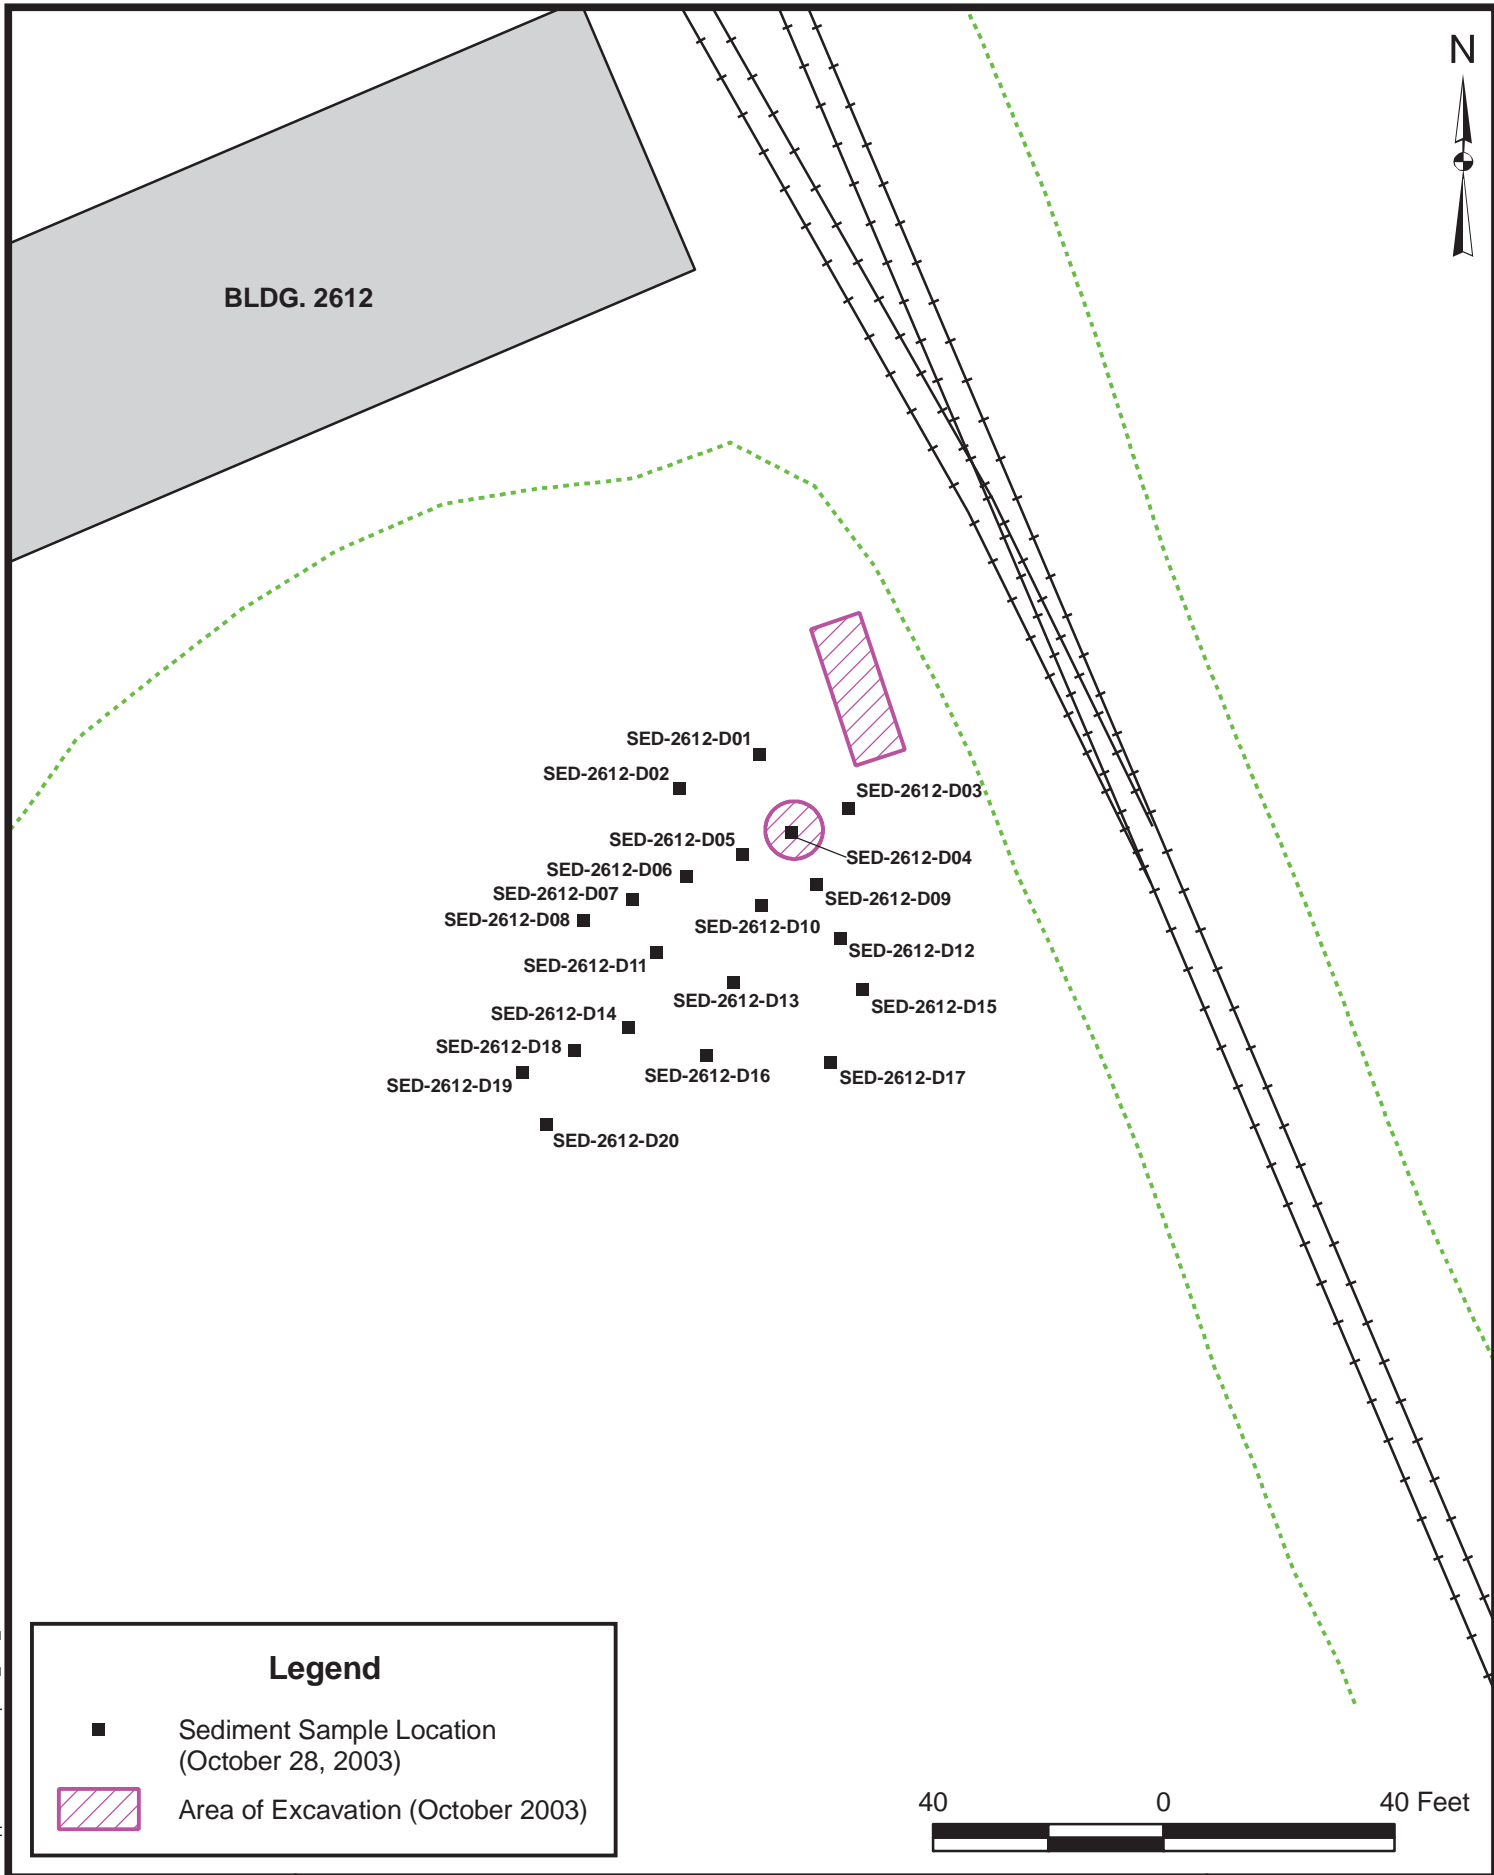 N
BLDG. 2612
SED-2612-D01
SED-2612-D02
SED-2612-D03
SED-2612-D05
SED-2612-D04
SED-2612-D06
SED-2612-D07
SED-2612-D09
SED-2612-D08
SED-2612-D10
SED-2612-D12
SED-2612-D11
SED-2612-D13
SED-2612-D15
SED-2612-D14
SED-2612-D18
SED-2612-D16
SED-2612-D17
SED-2612-D19
SED-2612-D20
Legend
Sediment Sample Location
(October 28, 2003)
Area of Excavation (October 2003)
40 0 40 Feet